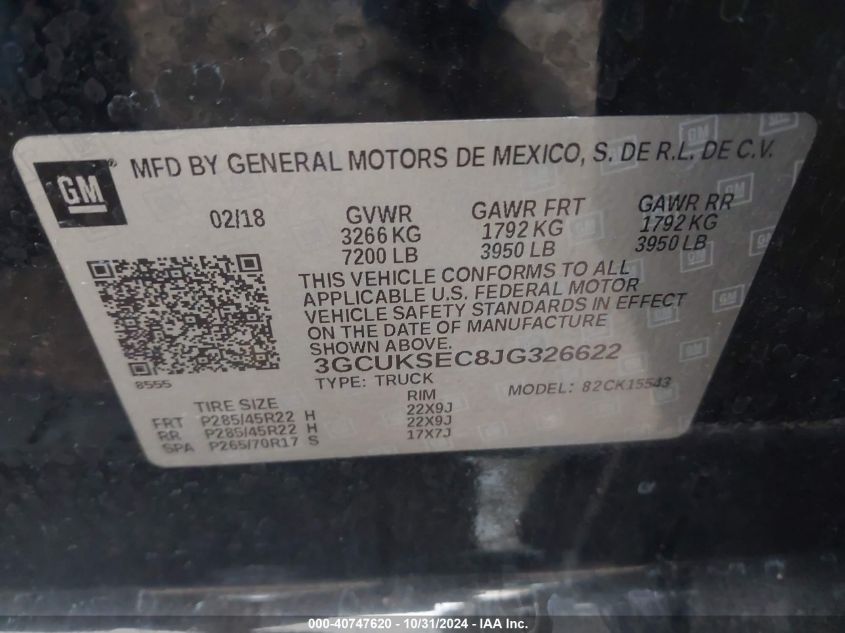 GM® MFD BY GENERAL MOTORS DE MEXICO, S. DE R.L. DE C.V.
02/18 GVWR GAWR FRT GAWR RR
3266 KG 1792 KG 1792 KG
7200 LB 3950 LB 3950 LB
THIS VEHICLE CONFORMS TO ALL
APPLICABLE U.S. FEDERAL MOTOR
VEHICLE SAFETY STANDARDS IN EFFECT
ON THE DATE OF MANUFACTURE
SHOWN ABOVE.
3GCUKSEC8JG326622
8555 TYPE: TRUCK MODEL: 82CK15543
TIRE SIZE RIM
FRT P285/45R22 H 22X9J
RR P285/45R22 H 22X9J
SPA P265/70R17 S 17X7J
000-40747620 - 10/31/2024 - IAA Inc.